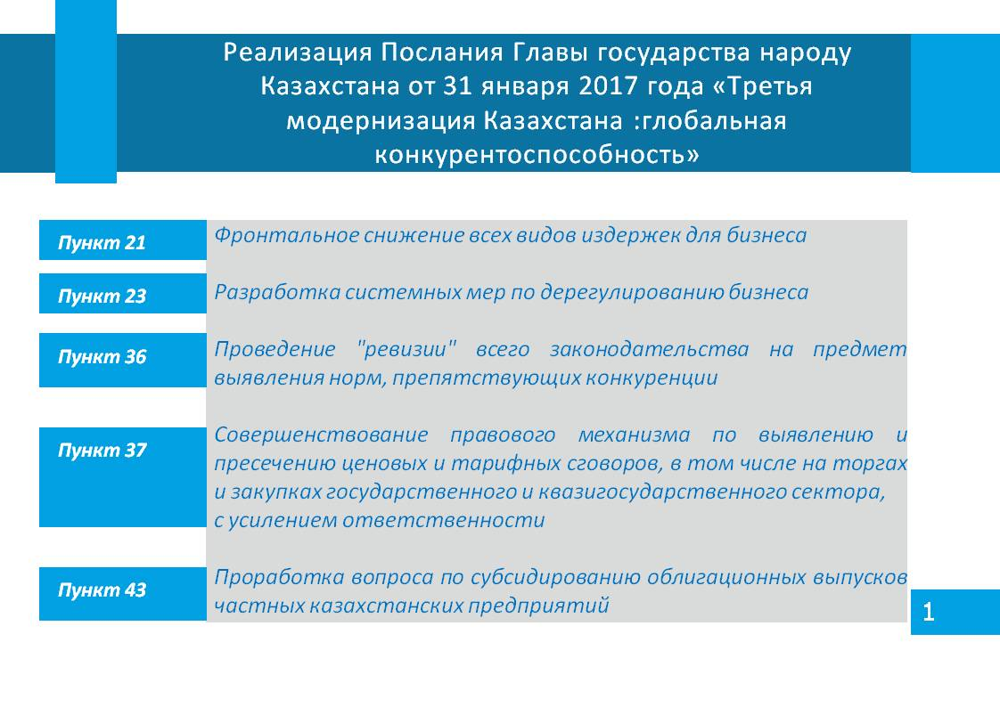 Реализация Послания Главы государства народу
Казахстана от 31 января 2017 года «Третья
модернизация Казахстана :глобальная
конкурентоспособность»
Пункт 21
Фронтальное снижение всех видов издержек для бизнеса
Пункт 23
Разработка системных мер по дерегулированию бизнеса
Пункт 36
Проведение "ревизии" всего законодательства на предмет
выявления норм, препятствующих конкуренции
Пункт 37
Совершенствование правового механизма по выявлению и
пресечению ценовых и тарифных сговоров, в том числе на торгах
и закупках государственного и квазигосударственного сектора,
с усилением ответственности
Пункт 43
Проработка вопроса по субсидированию облигационных выпусков
частных казахстанских предприятий
1